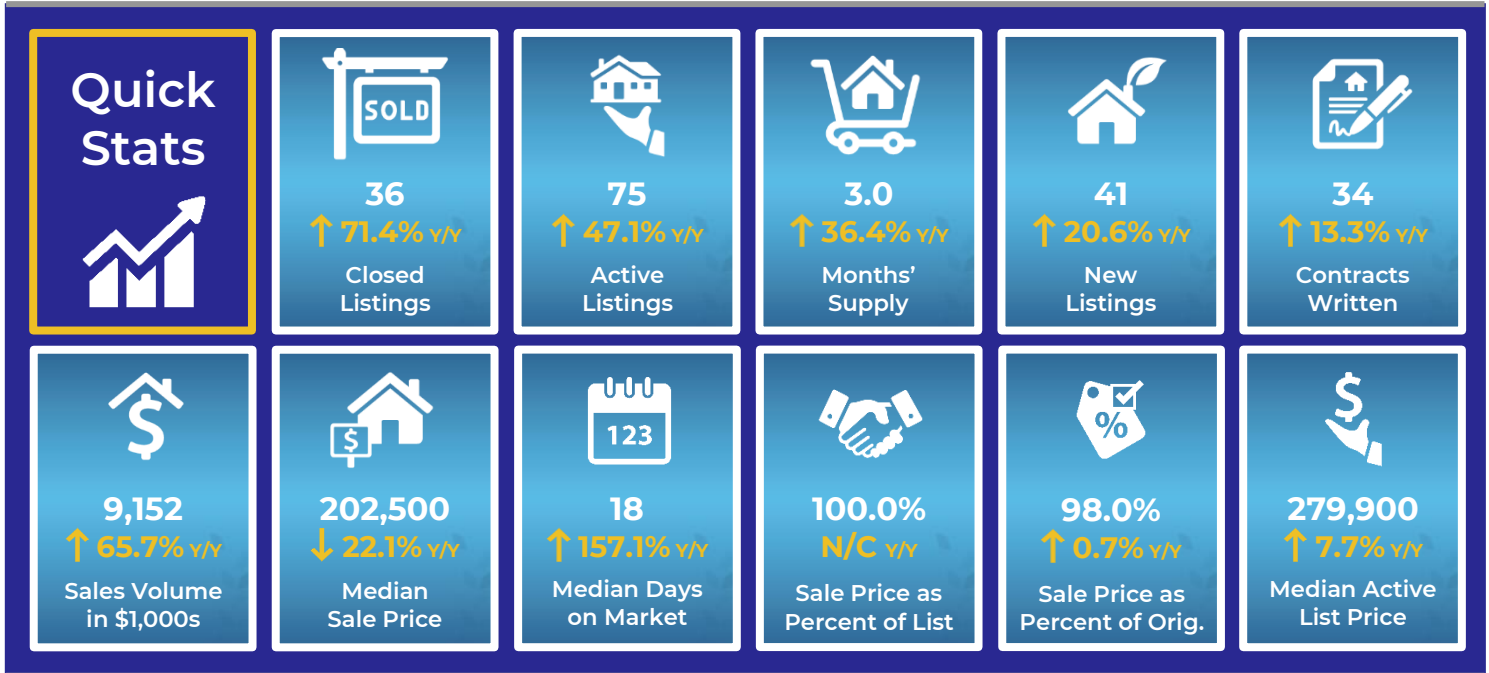 Quick
Stats
SOLD
36
↑ 71.4% Y/Y
Closed
Listings
75
↑ 47.1% Y/Y
Active
Listings
3.0
↑ 36.4% Y/Y
Months’
Supply
41
↑ 20.6% Y/Y
New
Listings
34
↑ 13.3% Y/Y
Contracts
Written
$
9,152
↑ 65.7% Y/Y
Sales Volume
in $1,000s
$
202,500
↓ 22.1% Y/Y
Median
Sale Price
123
18
↑ 157.1% Y/Y
Median Days
on Market
100.0%
N/C Y/Y
Sale Price as
Percent of List
%
98.0%
↑ 0.7% Y/Y
Sale Price as
Percent of Orig.
$
279,900
↑ 7.7% Y/Y
Median Active
List Price